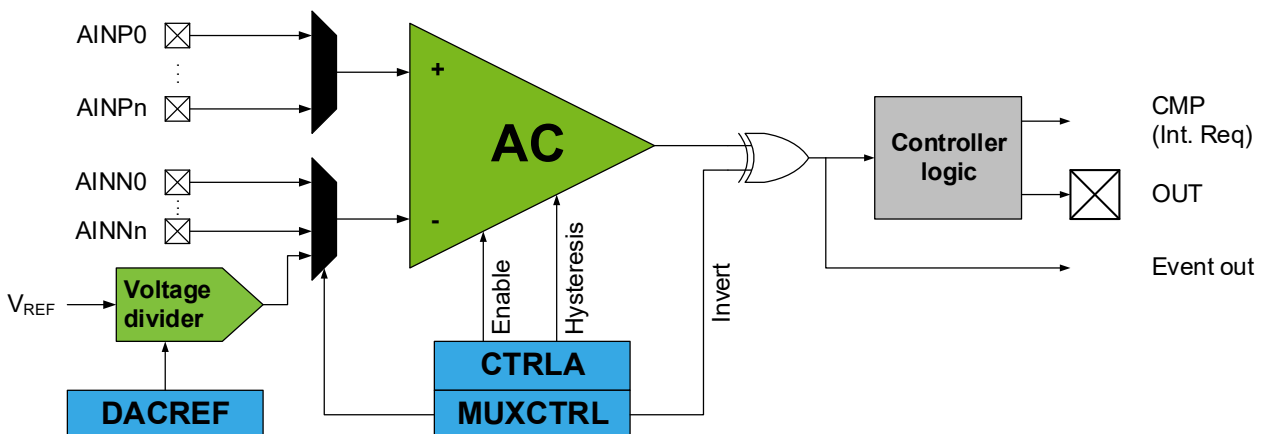 AINP0
⋮
AINPn
AINN0
⋮
AINNn
VREF
Voltage
divider
DACREF
+
AC
-
Enable
Hysteresis
Invert
CTRLA
MUXCTRL
Controller
logic
CMP
(Int. Req)
OUT
Event out